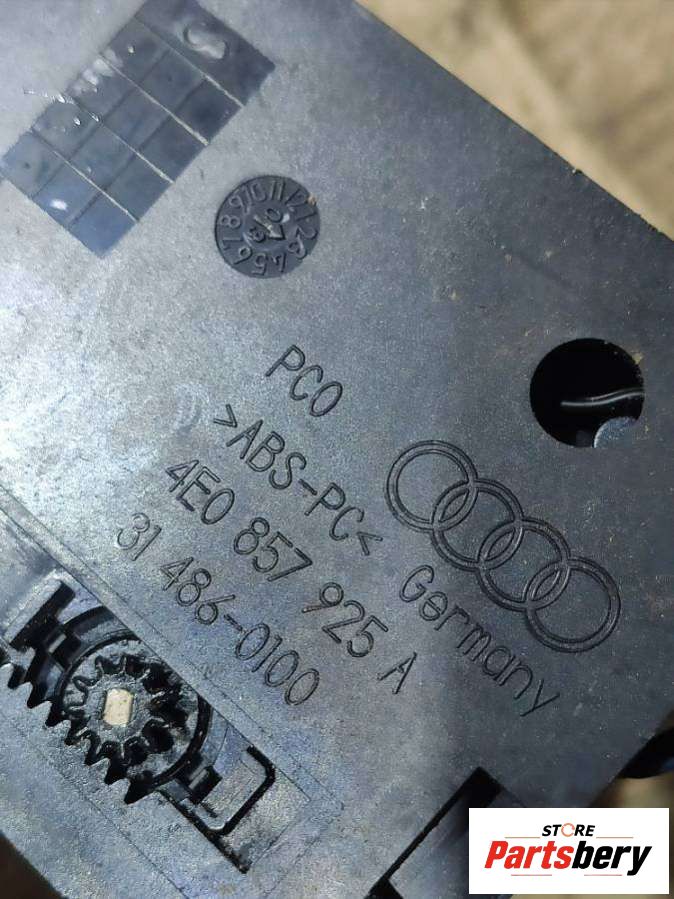 S
PCO
>ABS-PC<
4E0 857 925 A
31 486-0100
Germany
STORE
Partsbery